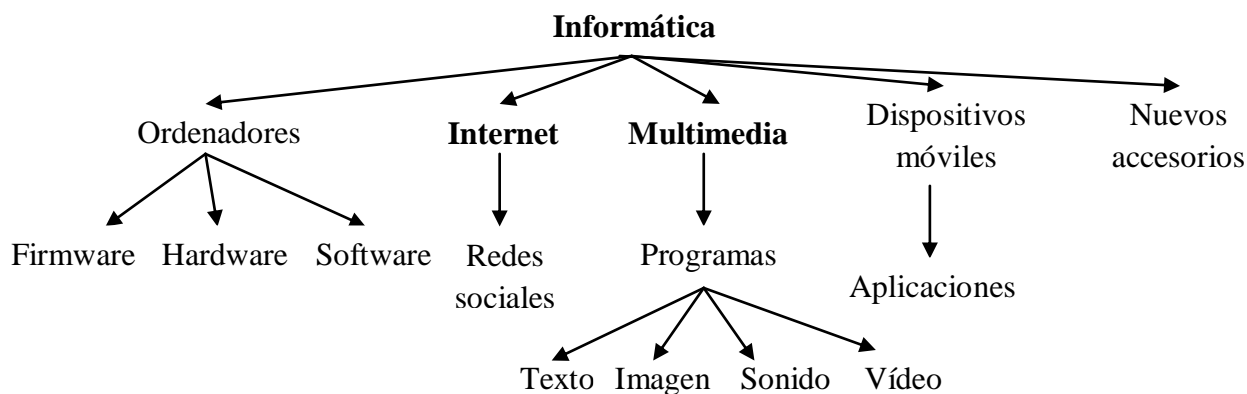 Informática
Ordenadores
Internet
Multimedia
Dispositivos
móviles
Nuevos
accesorios
Firmware
Hardware
Software
Redes
sociales
Programas
Aplicaciones
Texto
Imagen
Sonido
Vídeo